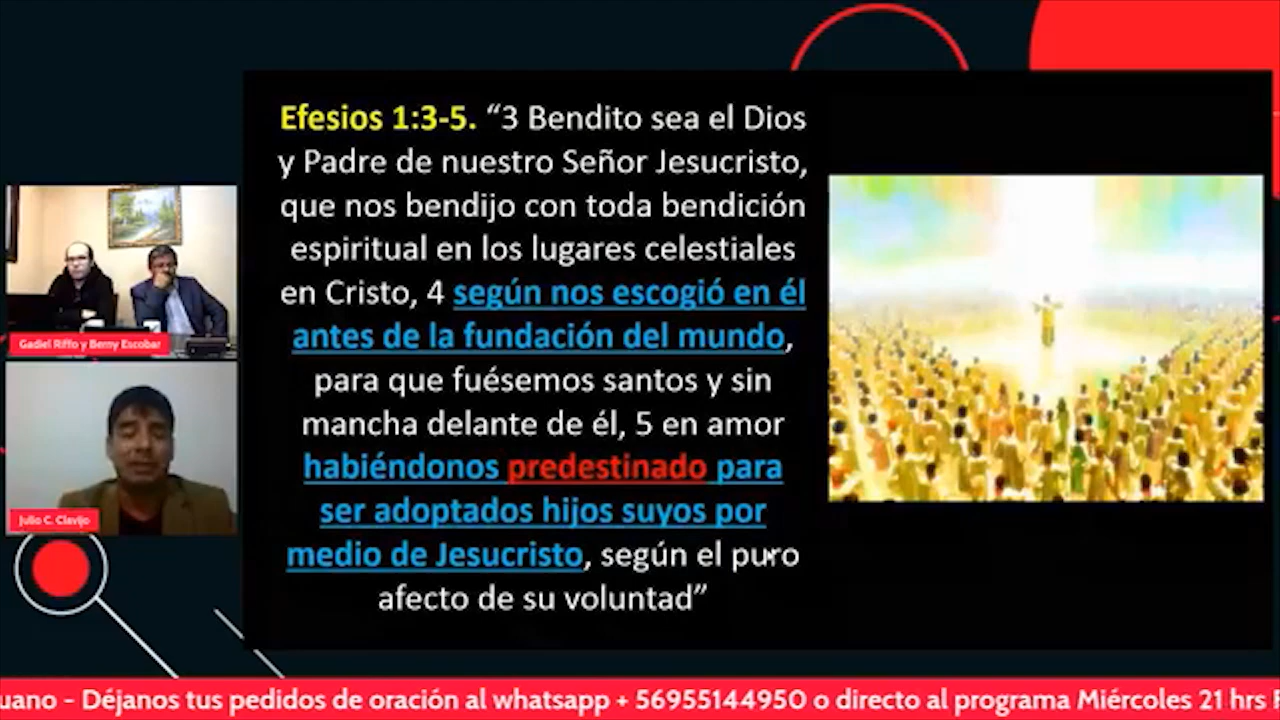 Efesios 1:3-5. “3 Bendito sea el Dios
y Padre de nuestro Señor Jesucristo,
que nos bendijo con toda bendición
espiritual en los lugares celestiales
en Cristo, 4 según nos escogió en él
antes de la fundación del mundo,
para que fuésemos santos y sin
mancha delante de él, 5 en amor
habiéndonos predestinado para
ser adoptados hijos suyos por
medio de Jesucristo, según el puro
afecto de su voluntad”
Gadiel Riffo y Berny Escobar
Julio C. Clavijo
uano - Déjanos tus pedidos de oración al whatsapp + 56955144950 o directo al programa Miércoles 21 hrs